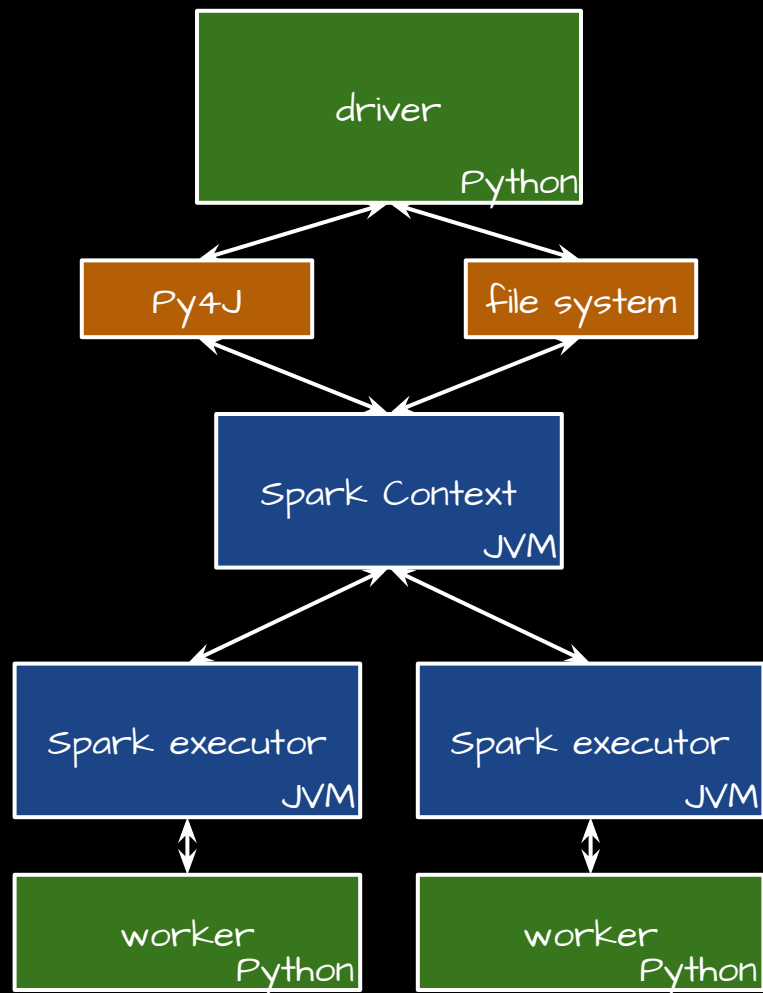 driver
Python
Py4J
file system
Spark Context
JVM
Spark executor
JVM
Spark executor
JVM
worker
Python
worker
Python